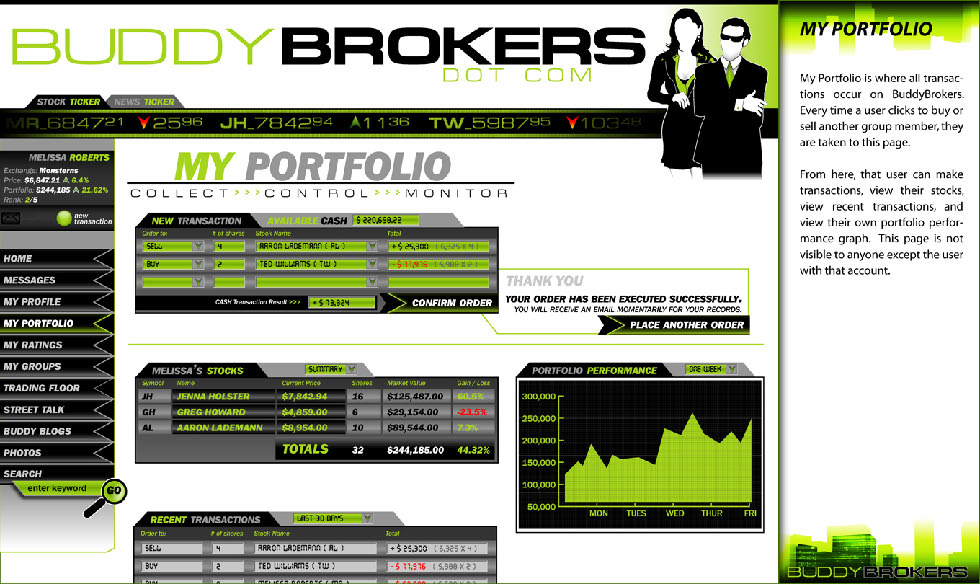 BUDDYBROKERS
DOT COM
STOCK TICKER NEWS TICKER
MR_684721 2596 JH_784294 1136 TW_598795 10348
MELISSA ROBERTS
Exchange: Monsterns
Price: $6,847.21 6.4%
Portfolio: $244,185 21.52%
Rank: 2/5
new
transaction
HOME
MESSAGES
MY PROFILE
MY PORTFOLIO
MY RATINGS
MY GROUPS
TRADING FLOOR
STREET TALK
BUDDY BLOGS
PHOTOS
SEARCH
enter keyword GO
MY PORTFOLIO
COLLECT>>>CONTROL>>>MONITOR
NEW TRANSACTION AVAILABLE CASH $ 220,658.22
Order to: # of shares Stock Name Total
SELL 4 AARON LADEMANN ( AL ) + $ 25,300 ( 6,325 X 4 )
BUY 2 TED WILLIAMS ( TW ) - $ 11,976 ( 5,988 X 2 )
CASH Transaction Result >>> + $ 13,324 CONFIRM ORDER
THANK YOU
YOUR ORDER HAS BEEN EXECUTED SUCCESSFULLY.
YOU WILL RECEIVE AN EMAIL MOMENTARILY FOR YOUR RECORDS.
PLACE ANOTHER ORDER
MELISSA'S STOCKS SUMMARY
Symbol Name Current Price Shares Market Value Gain / Loss
JH JENNA HOLSTER $7,842.94 16 $125,487.00 60.6%
GH GREG HOWARD $4,859.00 6 $29,154.00 -23.5%
AL AARON LADEMANN $8,954.00 10 $89,544.00 7.3%
TOTALS 32 $244,185.00 44.32%
PORTFOLIO PERFORMANCE ONE WEEK
300,000
250,000
200,000
150,000
100,000
50,000
MON TUES WED THUR FRI
RECENT TRANSACTIONS LAST 30 DAYS
Order to: # of shares Stock Name Total
SELL 4 AARON LADEMANN ( AL ) + $ 25,300 ( 6,325 X 4 )
BUY 2 TED WILLIAMS ( TW ) - $ 11,976 ( 5,988 X 2 )
BUY MELISSA ROBERTS
MY PORTFOLIO
My Portfolio is where all transac-
tions occur on BuddyBrokers.
Every time a user clicks to buy or
sell another group member, they
are taken to this page.
From here, that user can make
transactions, view their stocks,
view recent transactions, and
view their own portfolio perfor-
mance graph. This page is not
visible to anyone except the user
with that account.
BUDDYBROKERS